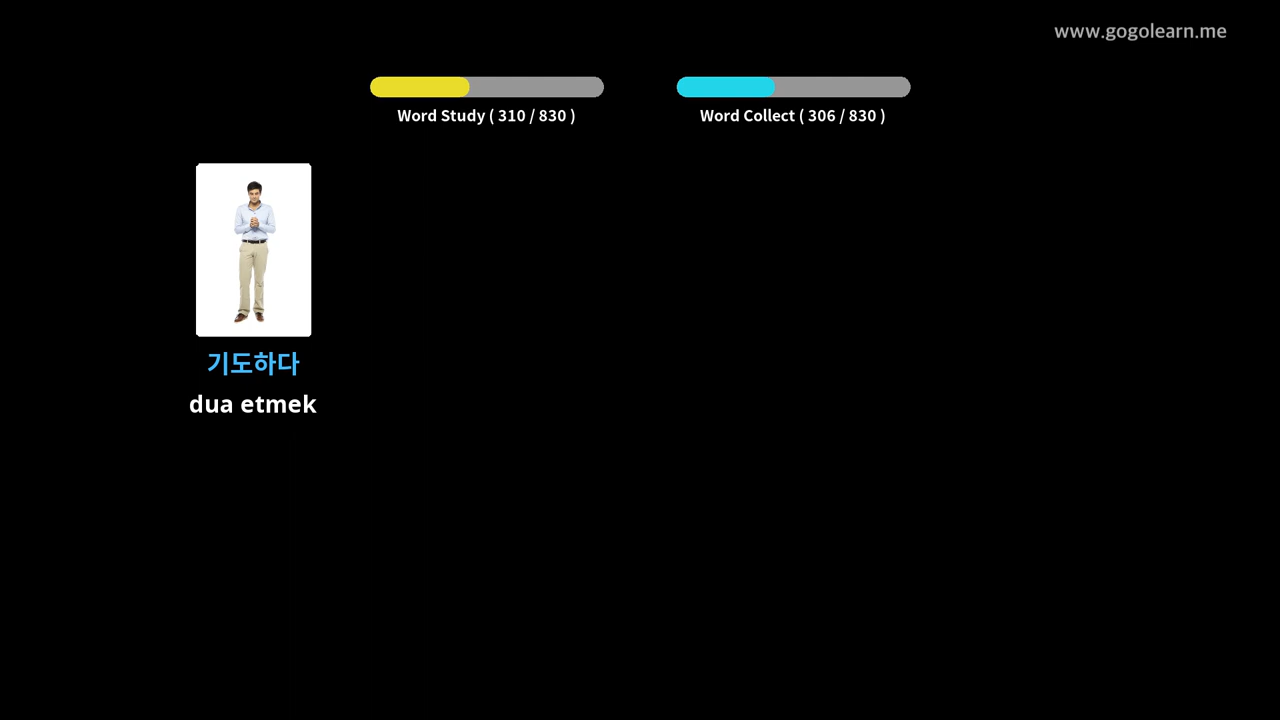 www.gogolearn.me
Word Study ( 310 / 830 )
Word Collect ( 306 / 830 )
기도하다
dua etmek